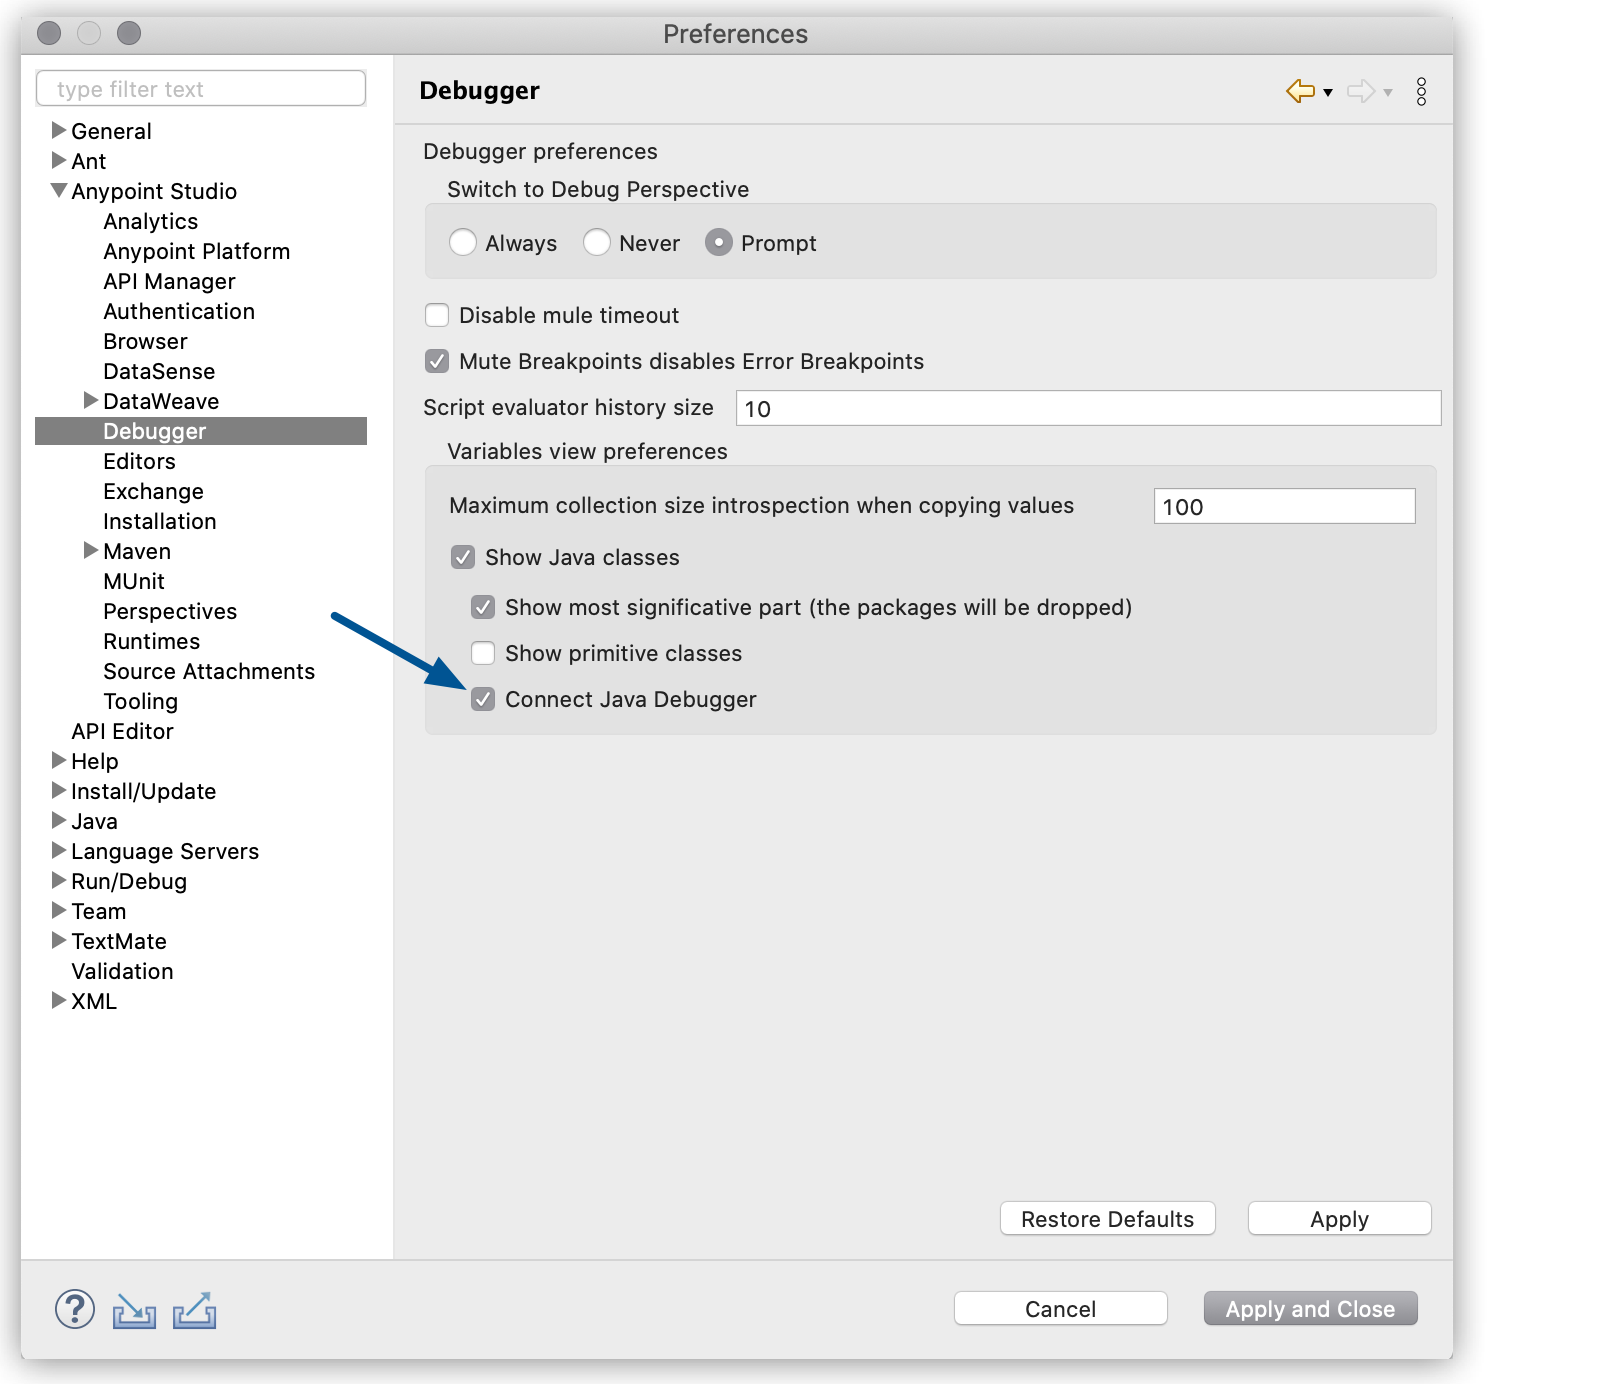 Preferences
type filter text
General
Ant
Anypoint Studio
Analytics
Anypoint Platform
API Manager
Authentication
Browser
DataSense
DataWeave
Debugger
Editors
Exchange
Installation
Maven
MUnit
Perspectives
Runtimes
Source Attachments
Tooling
API Editor
Help
Install/Update
Java
Language Servers
Run/Debug
Team
TextMate
Validation
XML
Debugger
Debugger preferences
Switch to Debug Perspective
Always Never Prompt
Disable mule timeout
Mute Breakpoints disables Error Breakpoints
Script evaluator history size 10
Variables view preferences
Maximum collection size introspection when copying values 100
Show Java classes
Show most significative part (the packages will be dropped)
Show primitive classes
Connect Java Debugger
Restore Defaults Apply
? Cancel Apply and Close